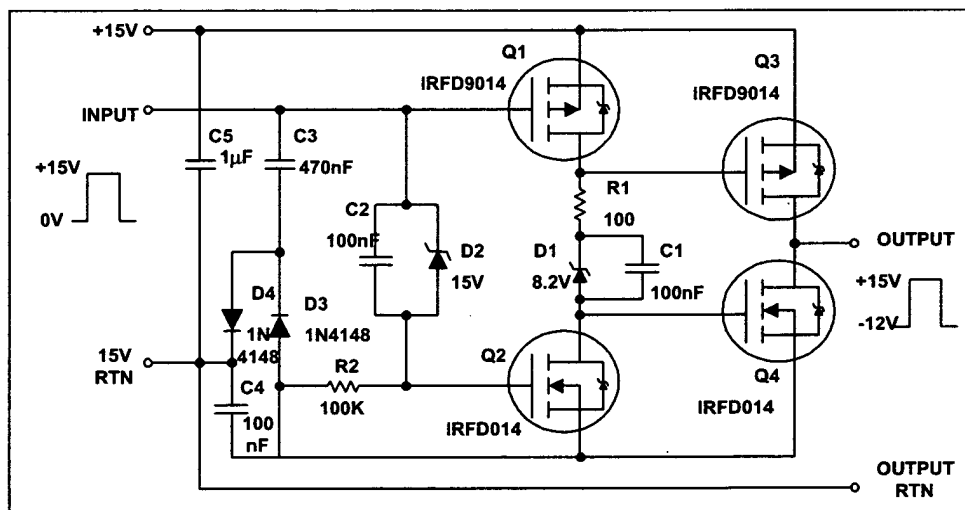 +15V
Q1
Q3
IRFD9014
IRFD9014
INPUT
C5
1µF
C3
470nF
+15V
0V
R1
100
C2
100nF
D2
15V
D1
8.2V
C1
100nF
OUTPUT
+15V
-12V
D4
1N
4148
D3
1N4148
15V
RTN
C4
100
nF
R2
100K
Q2
IRFD014
Q4
IRFD014
OUTPUT
RTN